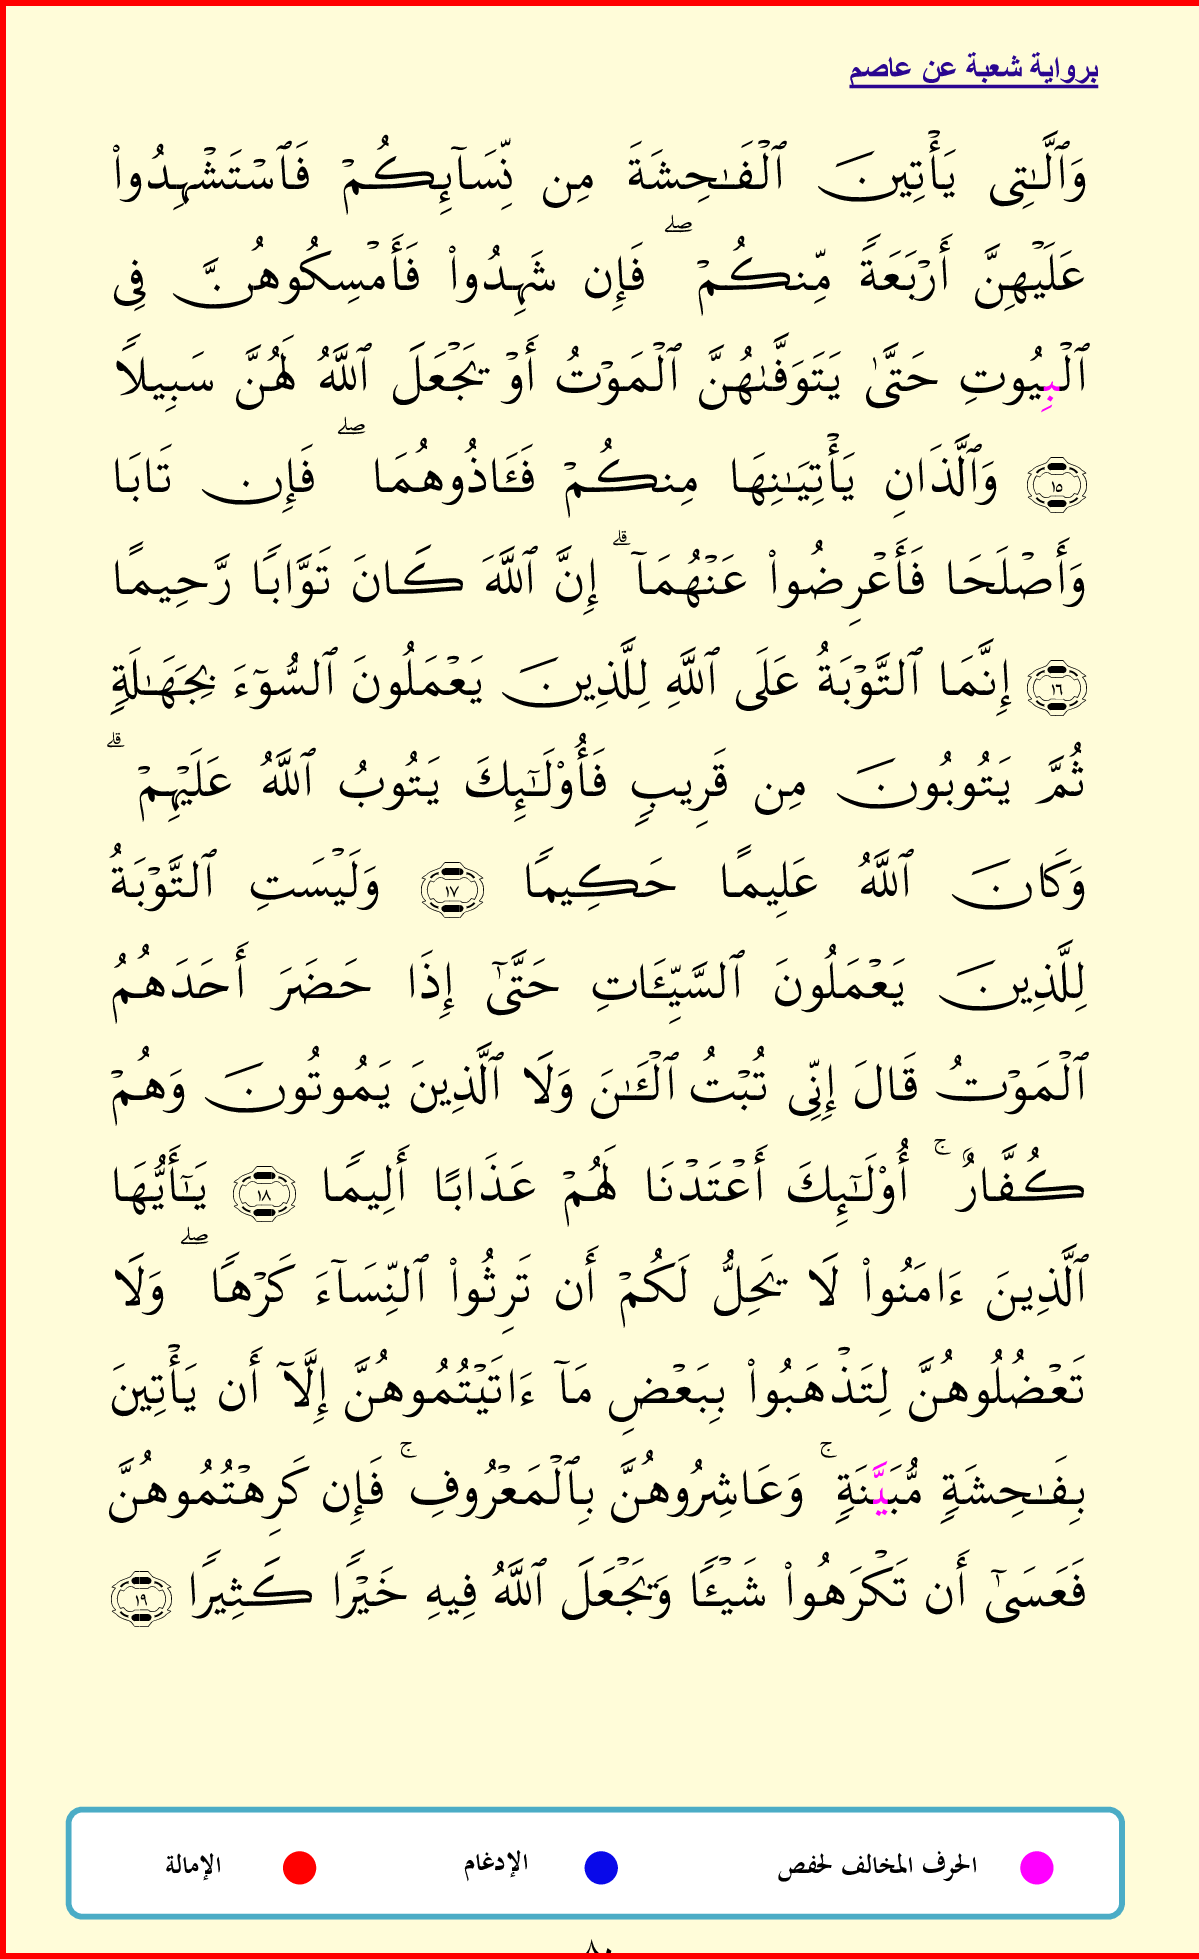 برواية شعبة عن عاصم
وَٱلَّـٰتِى يَأْتِينَ ٱلْفَـٰحِشَةَ مِن نِّسَآئِكُمْ فَٱسْتَشْهِدُوا۟
عَلَيْهِنَّ أَرْبَعَةً مِّنكُمْ ۖ فَإِن شَهِدُوا۟ فَأَمْسِكُوهُنَّ فِى
ٱلْبِيُوتِ حَتَّىٰ يَتَوَفَّىٰهُنَّ ٱلْمَوْتُ أَوْ يَجْعَلَ ٱللَّهُ لَهُنَّ سَبِيلًا
١٥ وَٱلَّذَانِ يَأْتِيَـٰنِهَا مِنكُمْ فَـَٔاذُوهُمَا ۖ فَإِن تَابَا
وَأَصْلَحَا فَأَعْرِضُوا۟ عَنْهُمَآ ۗ إِنَّ ٱللَّهَ كَانَ تَوَّابًا رَّحِيمًا
١٦ إِنَّمَا ٱلتَّوْبَةُ عَلَى ٱللَّهِ لِلَّذِينَ يَعْمَلُونَ ٱلسُّوٓءَ بِجَهَـٰلَةٍ
ثُمَّ يَتُوبُونَ مِن قَرِيبٍ فَأُو۟لَـٰٓئِكَ يَتُوبُ ٱللَّهُ عَلَيْهِمْ ۗ
وَكَانَ ٱللَّهُ عَلِيمًا حَكِيمًا ١٧ وَلَيْسَتِ ٱلتَّوْبَةُ
لِلَّذِينَ يَعْمَلُونَ ٱلسَّيِّـَٔاتِ حَتَّىٰٓ إِذَا حَضَرَ أَحَدَهُمُ
ٱلْمَوْتُ قَالَ إِنِّى تُبْتُ ٱلْـَٔـٰنَ وَلَا ٱلَّذِينَ يَمُوتُونَ وَهُمْ
كُفَّارٌ ۚ أُو۟لَـٰٓئِكَ أَعْتَدْنَا لَهُمْ عَذَابًا أَلِيمًا ١٨ يَـٰٓأَيُّهَا
ٱلَّذِينَ ءَامَنُوا۟ لَا يَحِلُّ لَكُمْ أَن تَرِثُوا۟ ٱلنِّسَآءَ كَرْهًا ۖ وَلَا
تَعْضُلُوهُنَّ لِتَذْهَبُوا۟ بِبَعْضِ مَآ ءَاتَيْتُمُوهُنَّ إِلَّآ أَن يَأْتِينَ
بِفَـٰحِشَةٍ مُّبَيَّنَةٍ ۚ وَعَاشِرُوهُنَّ بِٱلْمَعْرُوفِ ۚ فَإِن كَرِهْتُمُوهُنَّ
فَعَسَىٰٓ أَن تَكْرَهُوا۟ شَيْـًٔا وَيَجْعَلَ ٱللَّهُ فِيهِ خَيْرًا كَثِيرًا ١٩
الحرف المخالف لحفص
الإدغام
الإمالة
٨٠